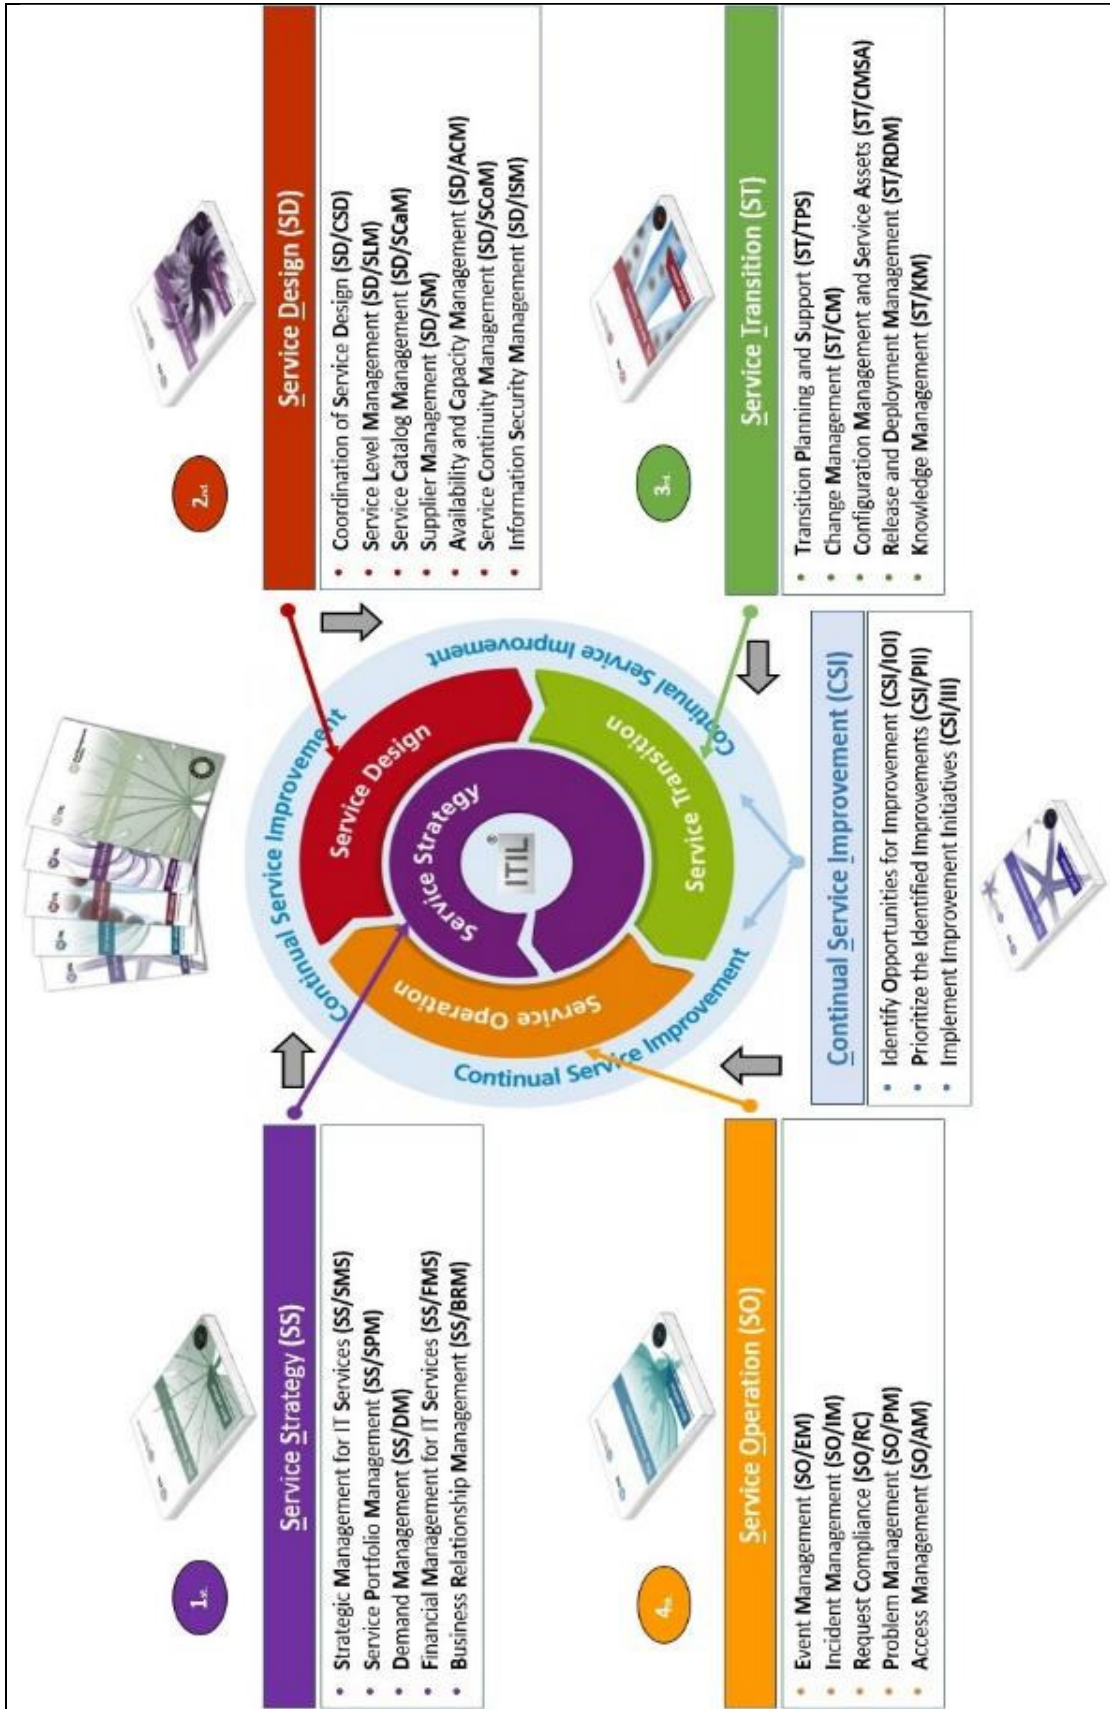 1st.
Service Strategy (SS)
• Strategic Management for IT Services (SS/SMS)
• Service Portfolio Management (SS/SPM)
• Demand Management (SS/DM)
• Financial Management for IT Services (SS/FMS)
• Business Relationship Management (SS/BRM)
2nd.
Service Design (SD)
• Coordination of Service Design (SD/CSD)
• Service Level Management (SD/SLM)
• Service Catalog Management (SD/SCaM)
• Supplier Management (SD/SM)
• Availability and Capacity Management (SD/ACM)
• Service Continuity Management (SD/SCoM)
• Information Security Management (SD/ISM)
Continual Service Improvement
Continual Service Improvement
Continual Service Improvement
Service Design
Service Strategy
ITIL®
Service Operation
Service Transition
4th.
Service Operation (SO)
• Event Management (SO/EM)
• Incident Management (SO/IM)
• Request Compliance (SO/RC)
• Problem Management (SO/PM)
• Access Management (SO/AM)
3rd.
Service Transition (ST)
• Transition Planning and Support (ST/TPS)
• Change Management (ST/CM)
• Configuration Management and Service Assets (ST/CMSA)
• Release and Deployment Management (ST/RDM)
• Knowledge Management (ST/KM)
Continual Service Improvement (CSI)
• Identify Opportunities for Improvement (CSI/IOI)
• Prioritize the Identified Improvements (CSI/PII)
• Implement Improvement Initiatives (CSI/III)